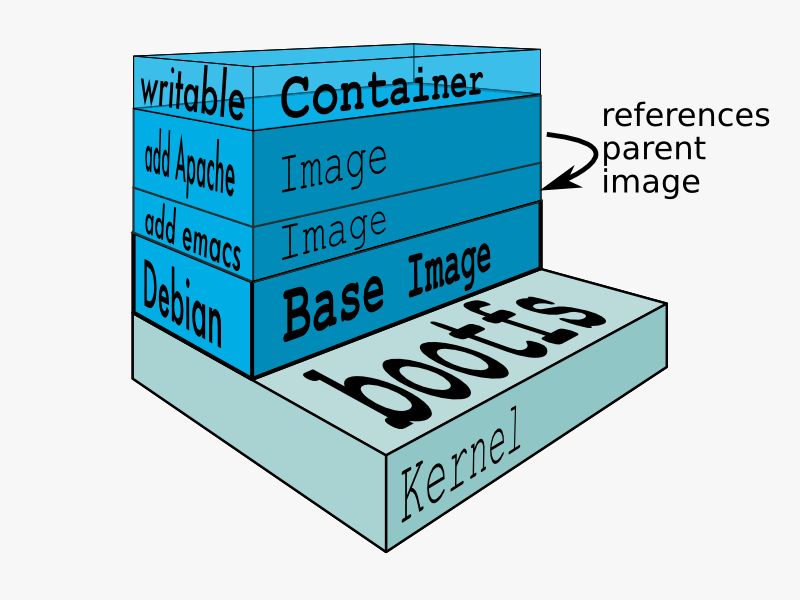 writable
Container
add Apache
Image
add emacs
Image
Debian
Base Image
references
parent
image
bootfs
Kernel